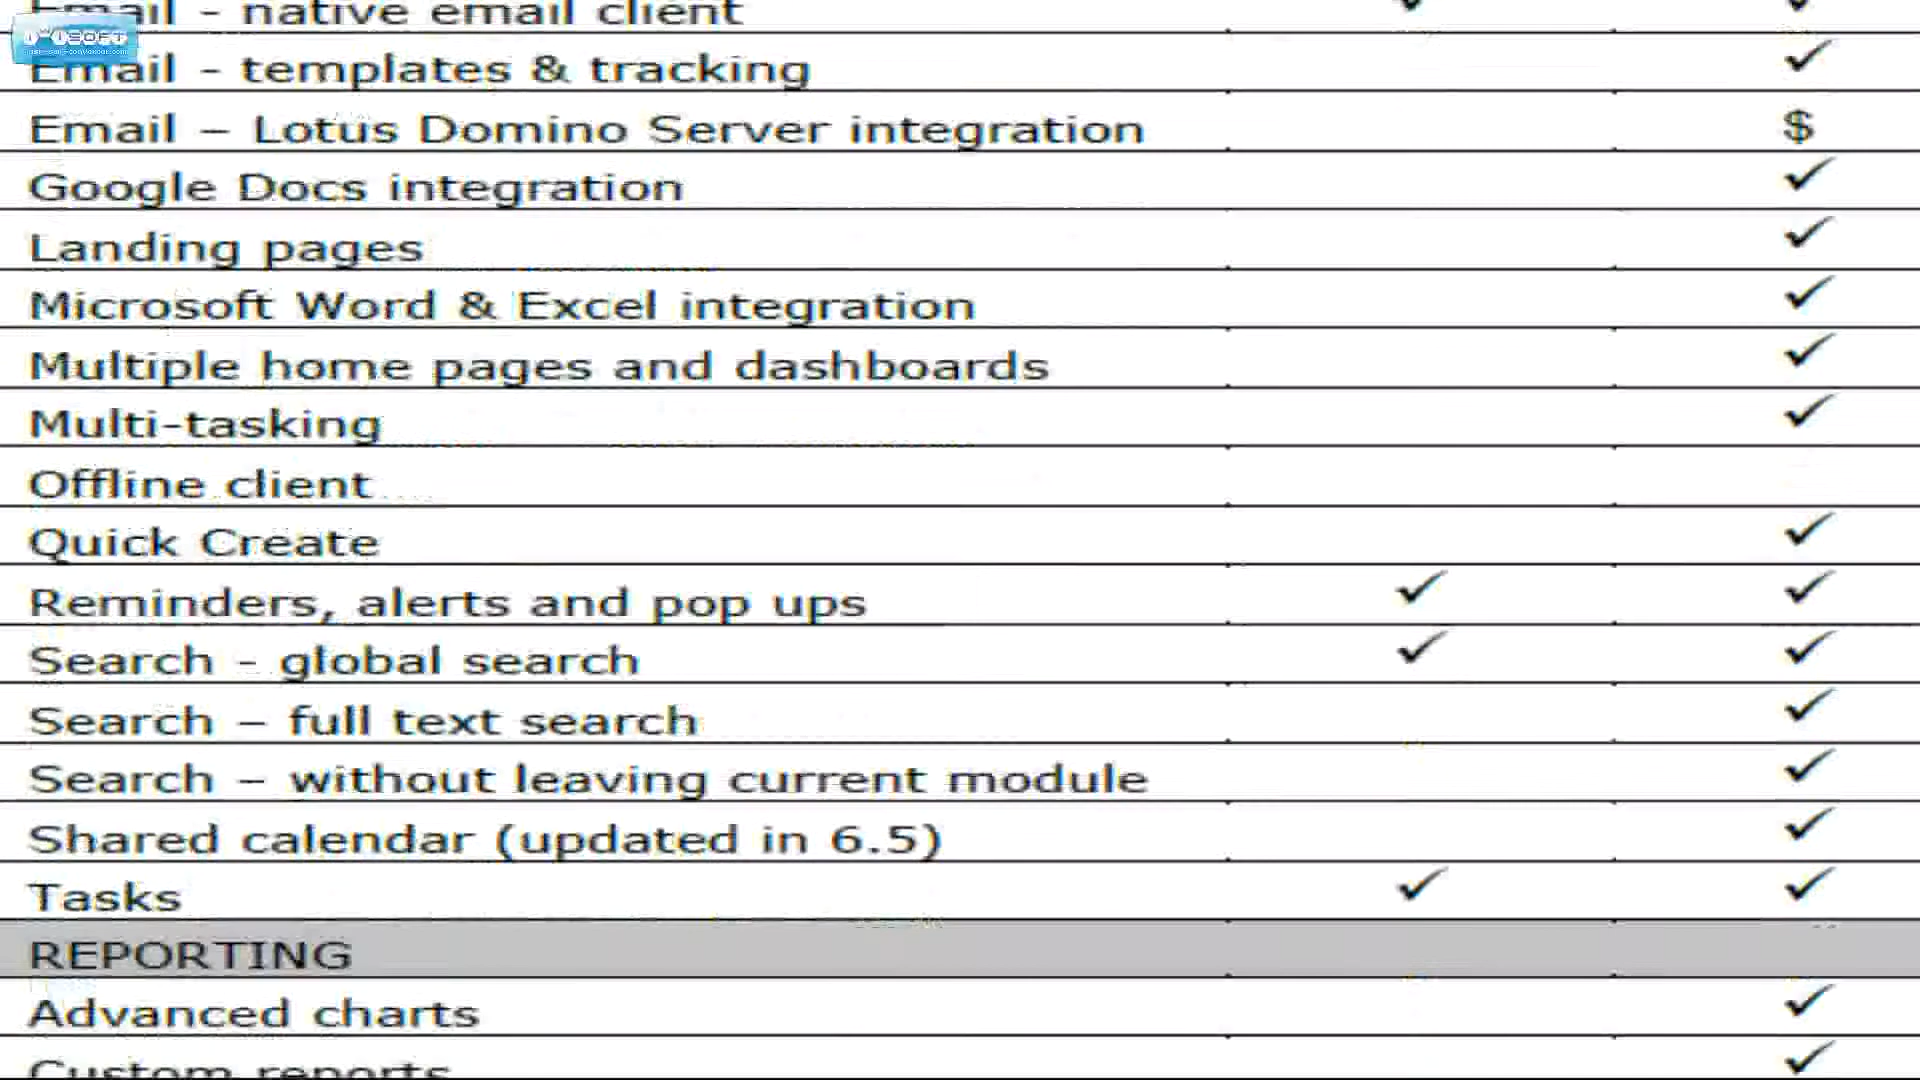 Email - native email client ✓ ✓
Email - templates & tracking ✓
Email – Lotus Domino Server integration $
Google Docs integration ✓
Landing pages ✓
Microsoft Word & Excel integration ✓
Multiple home pages and dashboards ✓
Multi-tasking ✓
Offline client
Quick Create ✓
Reminders, alerts and pop ups ✓ ✓
Search - global search ✓ ✓
Search – full text search ✓
Search – without leaving current module ✓
Shared calendar (updated in 6.5) ✓
Tasks ✓ ✓
REPORTING
Advanced charts ✓
Custom reports ✓